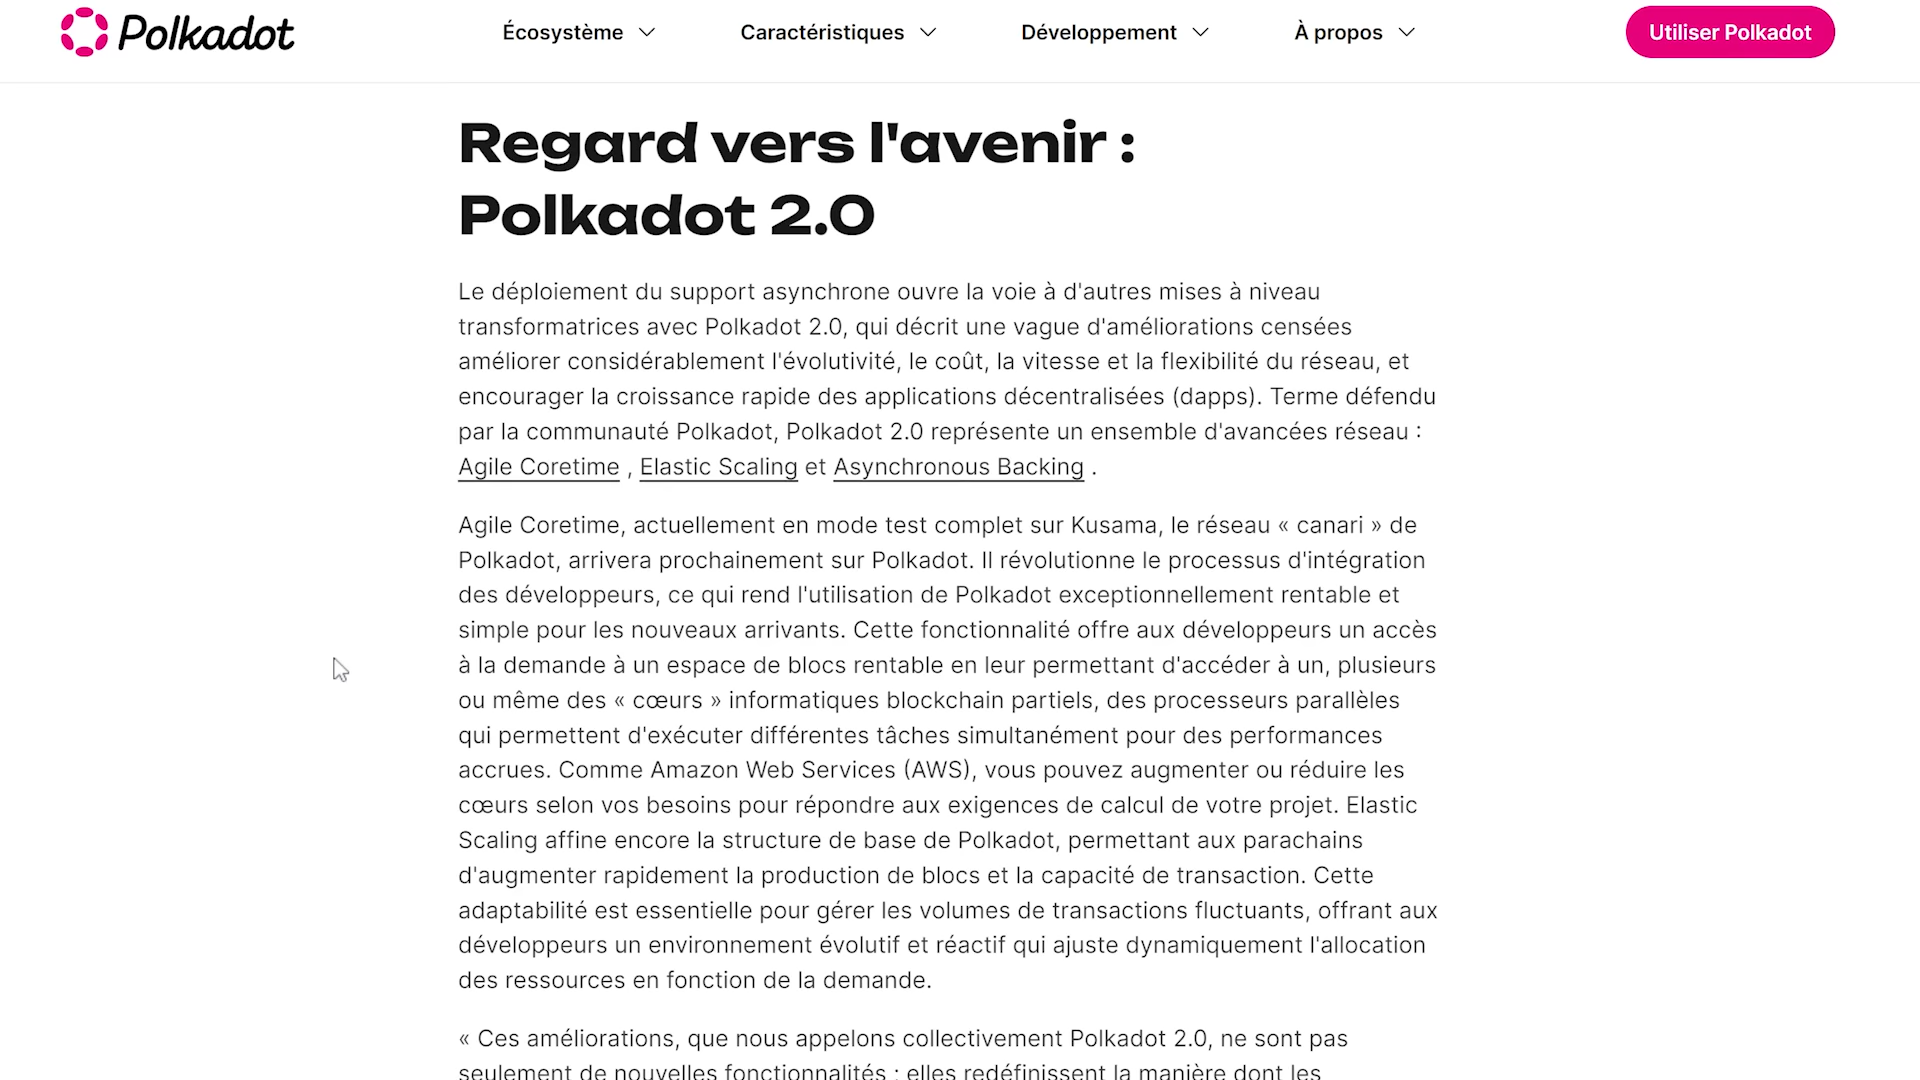 Polkadot
Écosystème
Caractéristiques
Développement
À propos
Utiliser Polkadot
Regard vers l'avenir :
Polkadot 2.0
Le déploiement du support asynchrone ouvre la voie à d'autres mises à niveau
transformatrices avec Polkadot 2.0, qui décrit une vague d'améliorations censées
améliorer considérablement l'évolutivité, le coût, la vitesse et la flexibilité du réseau, et
encourager la croissance rapide des applications décentralisées (dapps). Terme défendu
par la communauté Polkadot, Polkadot 2.0 représente un ensemble d'avancées réseau :
Agile Coretime , Elastic Scaling et Asynchronous Backing .
Agile Coretime, actuellement en mode test complet sur Kusama, le réseau « canari » de
Polkadot, arrivera prochainement sur Polkadot. Il révolutionne le processus d'intégration
des développeurs, ce qui rend l'utilisation de Polkadot exceptionnellement rentable et
simple pour les nouveaux arrivants. Cette fonctionnalité offre aux développeurs un accès
à la demande à un espace de blocs rentable en leur permettant d'accéder à un, plusieurs
ou même des « cœurs » informatiques blockchain partiels, des processeurs parallèles
qui permettent d'exécuter différentes tâches simultanément pour des performances
accrues. Comme Amazon Web Services (AWS), vous pouvez augmenter ou réduire les
cœurs selon vos besoins pour répondre aux exigences de calcul de votre projet. Elastic
Scaling affine encore la structure de base de Polkadot, permettant aux parachains
d'augmenter rapidement la production de blocs et la capacité de transaction. Cette
adaptabilité est essentielle pour gérer les volumes de transactions fluctuants, offrant aux
développeurs un environnement évolutif et réactif qui ajuste dynamiquement l'allocation
des ressources en fonction de la demande.
« Ces améliorations, que nous appelons collectivement Polkadot 2.0, ne sont pas
seulement de nouvelles fonctionnalités ; elles redéfinissent la manière dont les